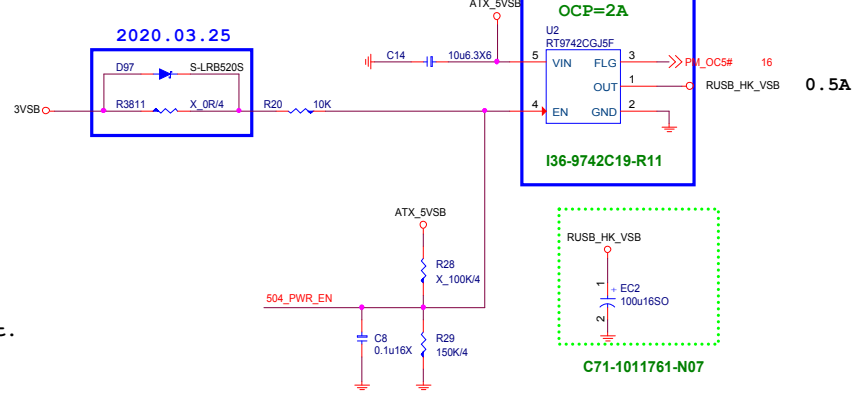 ATX_5VSB
OCP=2A
2020.03.25
U2
RT9742CGJ5F
C14
10u6.3X6
5
VIN
FLG
3
PM_OC5#
16
D97
S-LRB520S
OUT
1
RUSB_HK_VSB
0.5A
3VSB
R3811
X_0R/4
R20
10K
4
EN
GND
2
I36-9742C19-R11
ATX_5VSB
RUSB_HK_VSB
R28
X_100K/4
1
+
EC2
100u16SO
2
504_PWR_EN
C8
0.1u16X
R29
150K/4
C71-1011761-N07